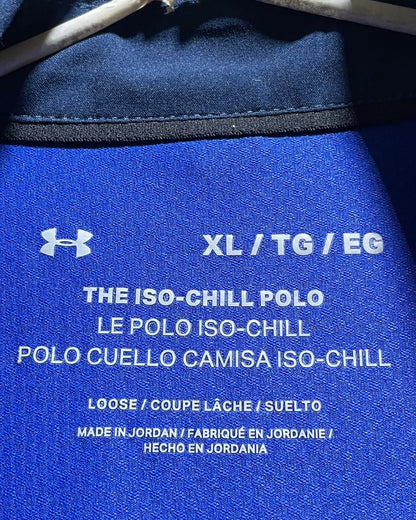 XL / TG / EG
THE ISO-CHILL POLO
LE POLO ISO-CHILL
POLO CUELLO CAMISA ISO-CHILL
LOOSE / COUPE LÂCHE / SUELTO
MADE IN JORDAN / FABRIQUÉ EN JORDANIE /
HECHO EN JORDANIA